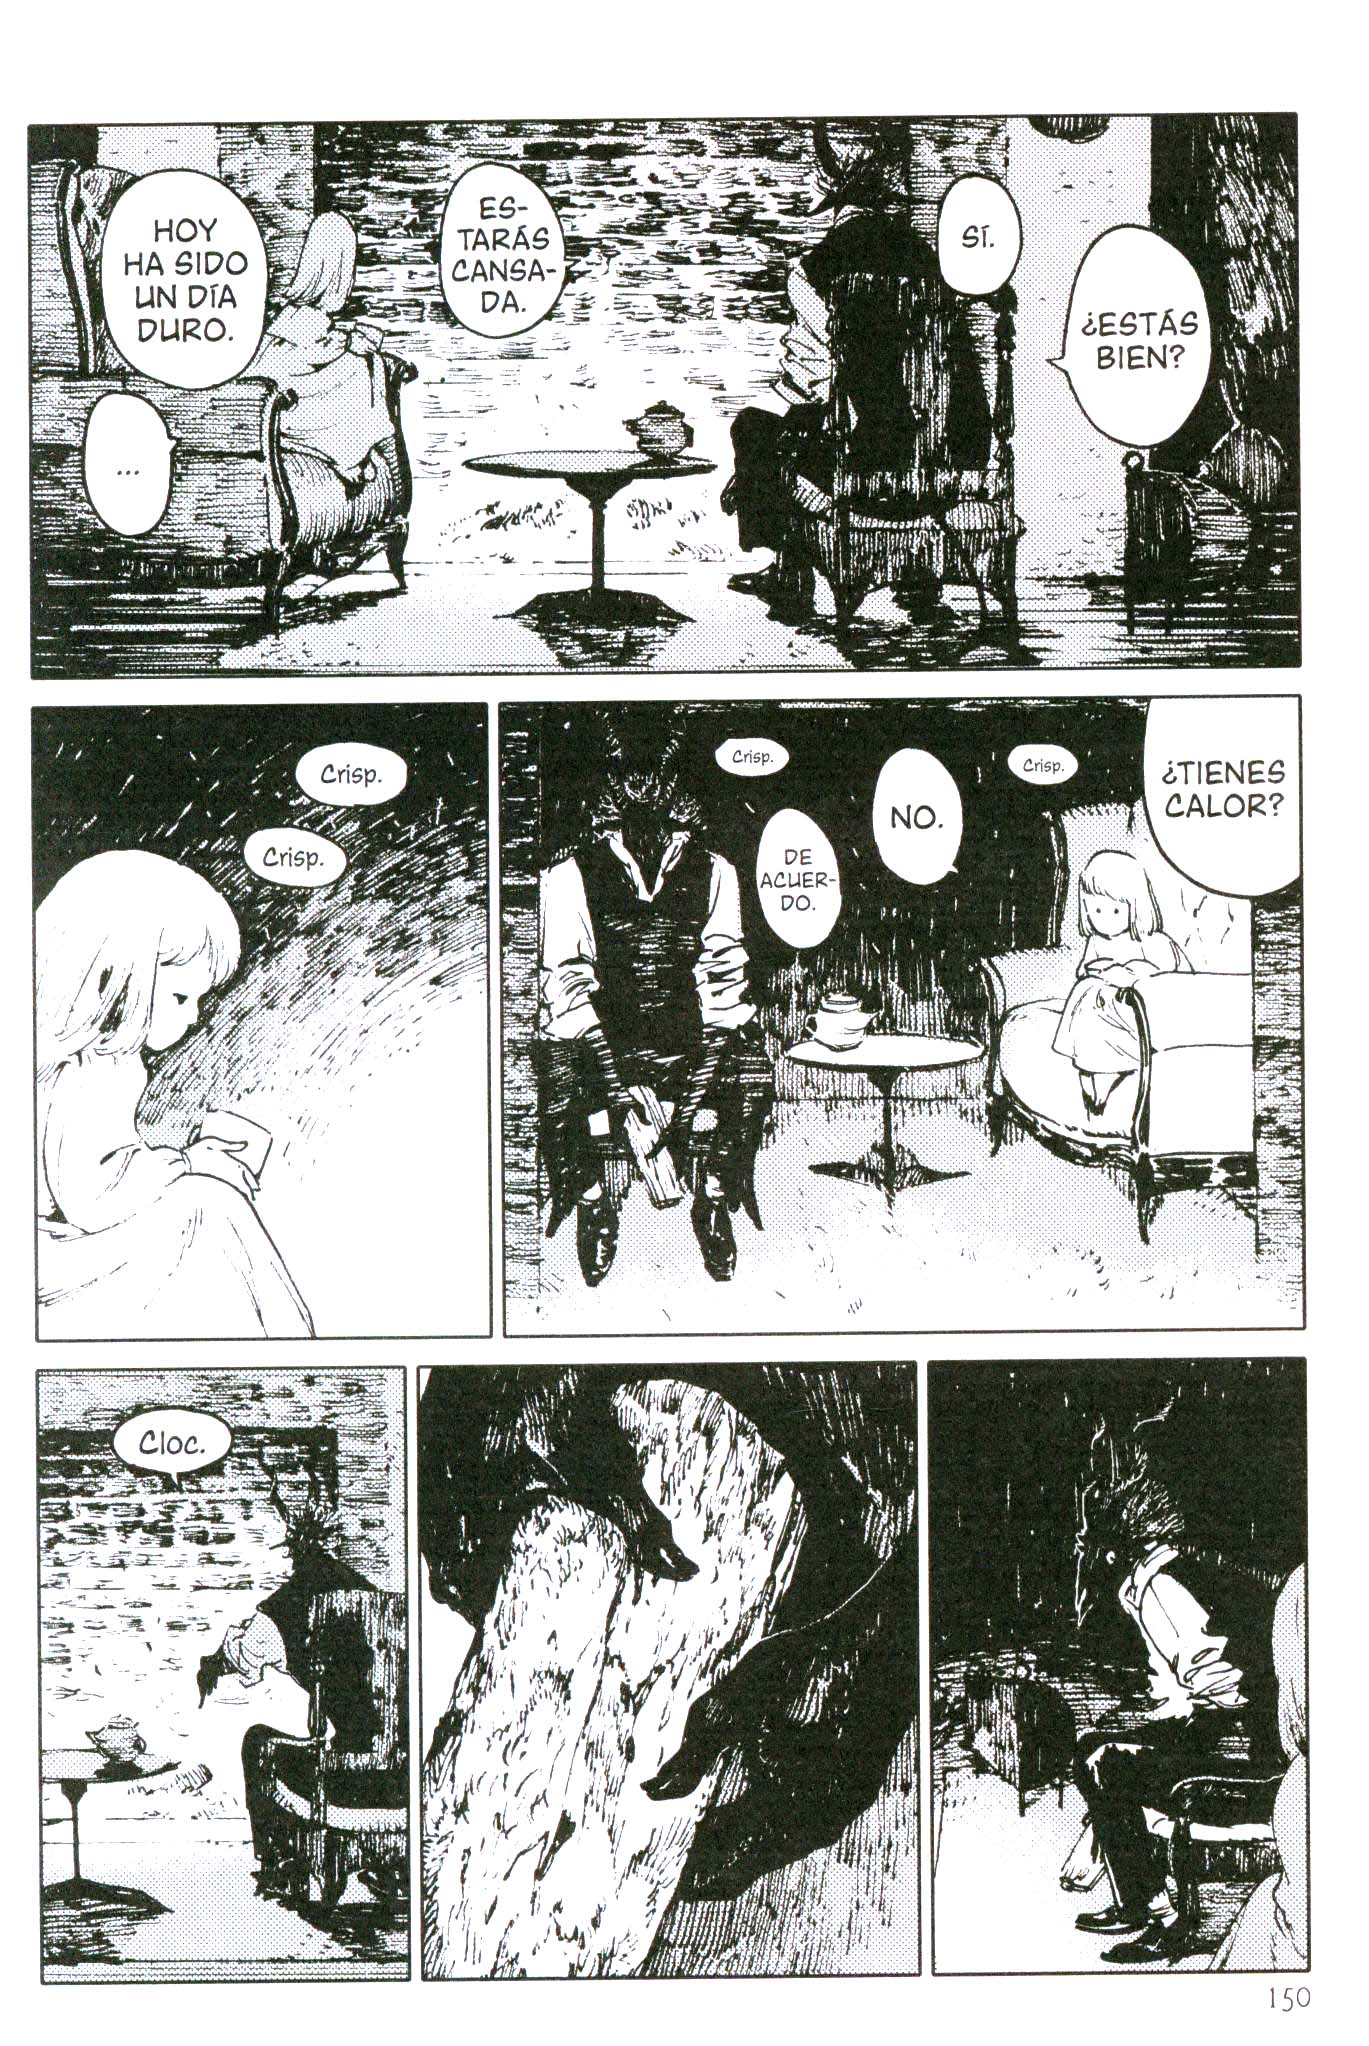 ¿ESTÁS
BIEN?
SÍ.
ES-
TARÁS
CANSA-
DA.
HOY
HA SIDO
UN DÍA
DURO.
...
¿TIENES
CALOR?
Crisp.
NO.
Crisp.
DE
ACUER-
DO.
Crisp.
Crisp.
Cloc.
150